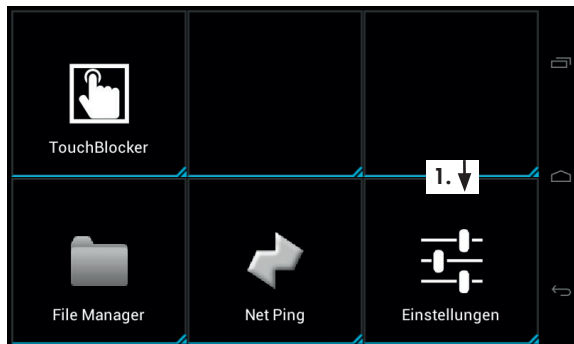 TouchBlocker
1.
File Manager
Net Ping
Einstellungen